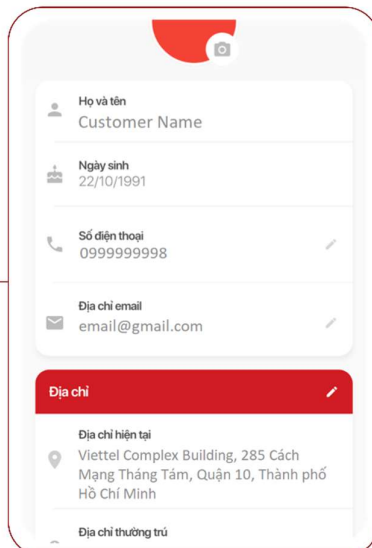 Họ và tên
Customer Name
Ngày sinh
22/10/1991
Số điện thoại
0999999998
Địa chỉ email
email@gmail.com
Địa chỉ
Địa chỉ hiện tại
Viettel Complex Building, 285 Cách
Mạng Tháng Tám, Quận 10, Thành phố
Hồ Chí Minh
Địa chỉ thường trú